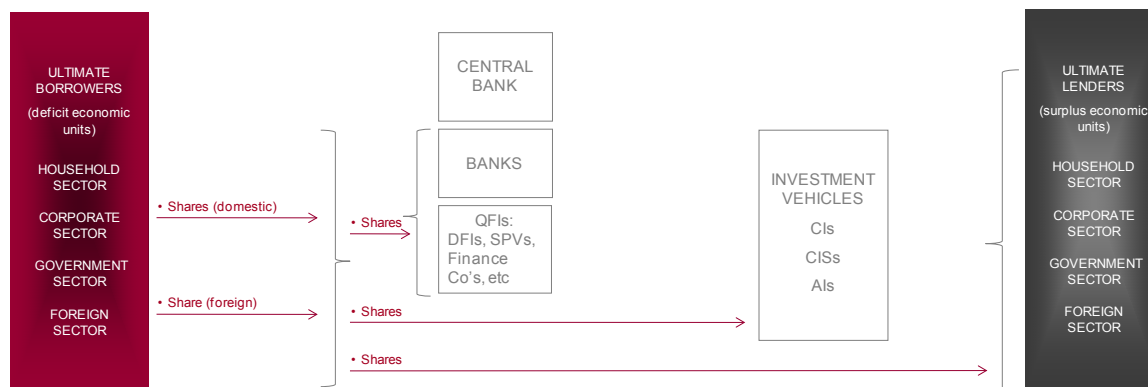 ULTIMATE
BORROWERS
(deficit economic
units)
HOUSEHOLD
SECTOR
CORPORATE
SECTOR
GOVERNMENT
SECTOR
FOREIGN
SECTOR
• Shares (domestic)
• Share (foreign)
• Shares
• Shares
• Shares
CENTRAL
BANK
BANKS
QFIs:
DFIs, SPVs,
Finance
Co’s, etc
INVESTMENT
VEHICLES
CIs
CISs
AIs
ULTIMATE
LENDERS
(surplus economic
units)
HOUSEHOLD
SECTOR
CORPORATE
SECTOR
GOVERNMENT
SECTOR
FOREIGN
SECTOR